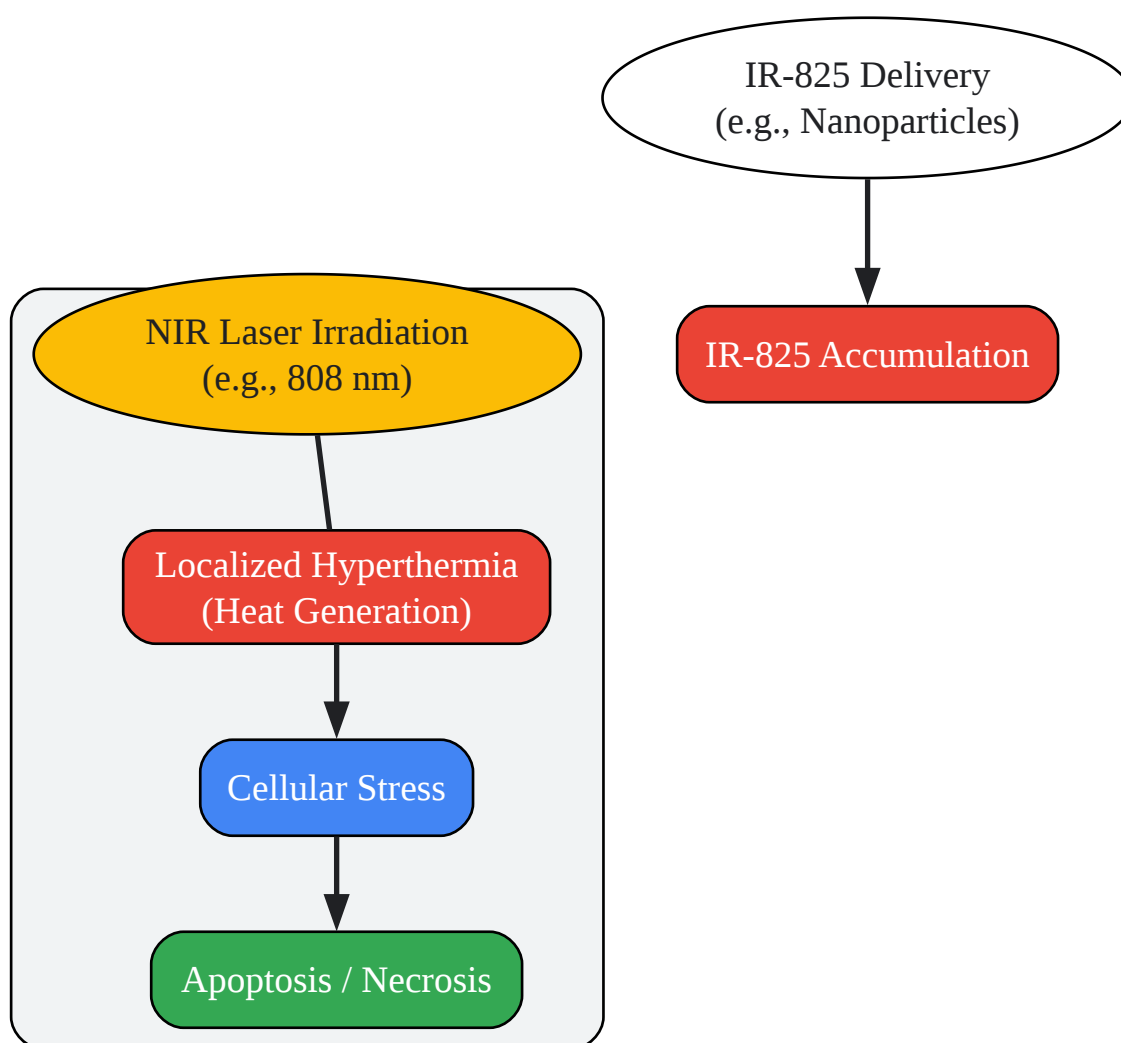 IR-825 Delivery
(e.g., Nanoparticles)
NIR Laser Irradiation
(e.g., 808 nm)
IR-825 Accumulation
Localized Hyperthermia
(Heat Generation)
Cellular Stress
Apoptosis / Necrosis